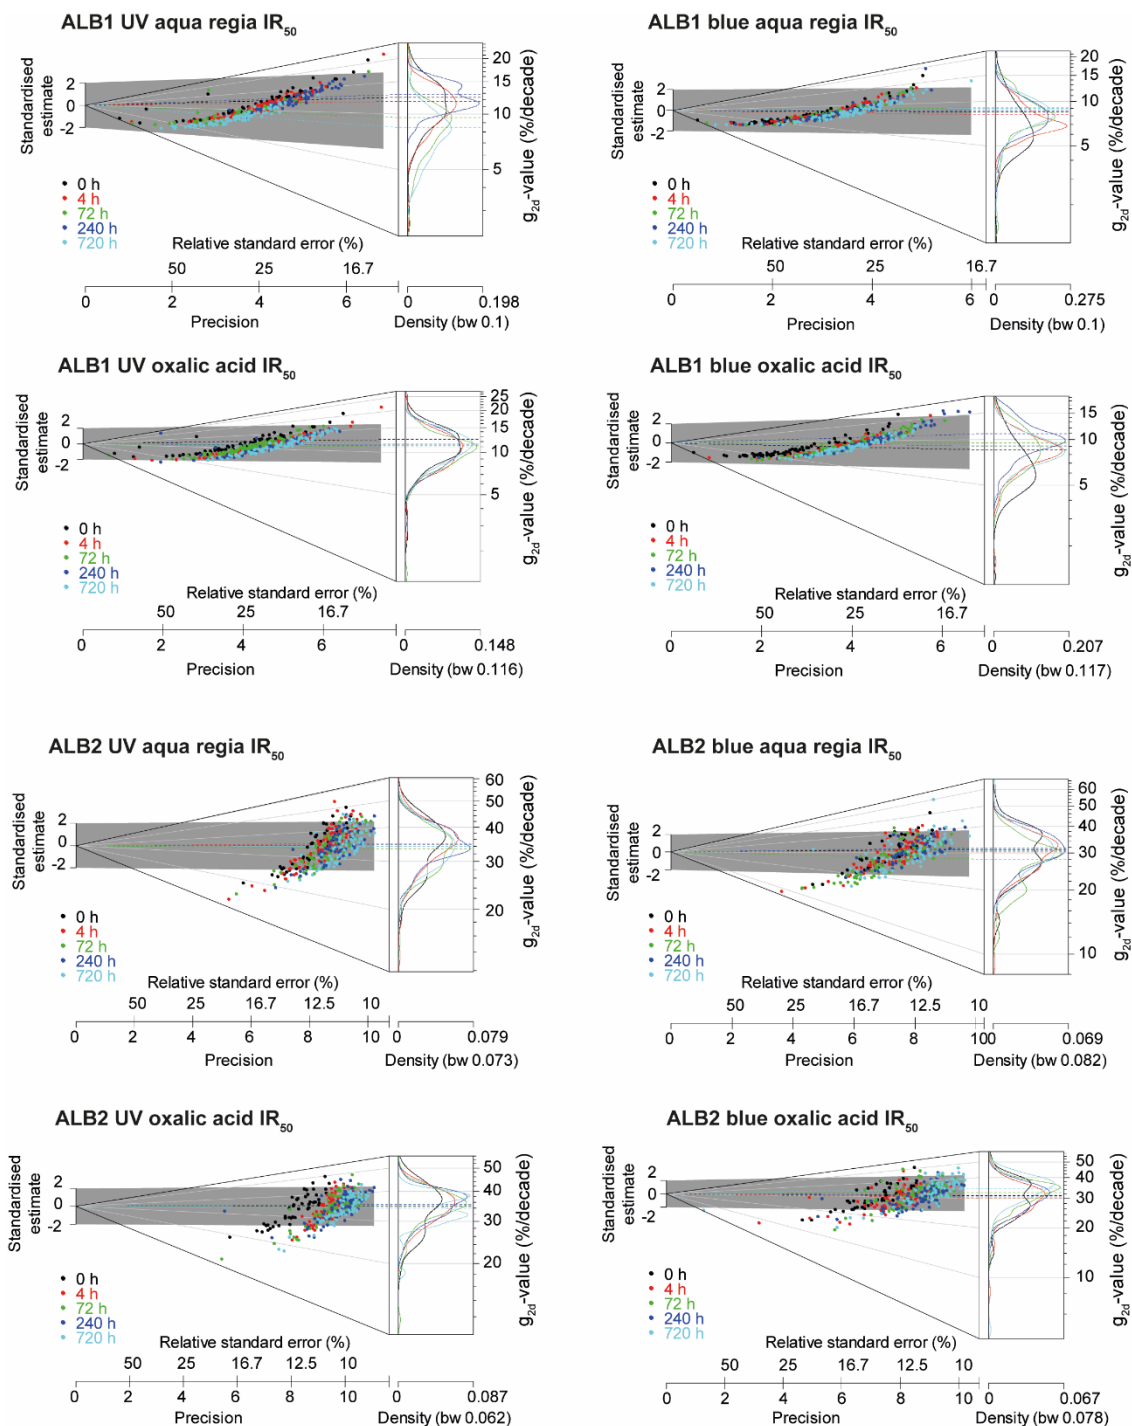 ALB1 UV aqua regia IR50
Standardised estimate
2
0
-2
20
15
10
5
g2d-value (%/decade)
0 h
4 h
72 h
240 h
720 h
Relative standard error (%)
50 25 16.7
0 2 4 6
Precision
0 0.198
Density (bw 0.1)
ALB1 blue aqua regia IR50
Standardised estimate
2
0
-2
20
15
10
5
g2d-value (%/decade)
0 h
4 h
72 h
240 h
720 h
Relative standard error (%)
50 25 16.7
0 2 4 6
Precision
0 0.275
Density (bw 0.1)
ALB1 UV oxalic acid IR50
Standardised estimate
2
0
-2
25
20
15
10
5
g2d-value (%/decade)
0 h
4 h
72 h
240 h
720 h
Relative standard error (%)
50 25 16.7
0 2 4 6
Precision
0 0.148
Density (bw 0.116)
ALB1 blue oxalic acid IR50
Standardised estimate
2
0
-2
15
10
5
g2d-value (%/decade)
0 h
4 h
72 h
240 h
720 h
Relative standard error (%)
50 25 16.7
0 2 4 6
Precision
0 0.207
Density (bw 0.117)
ALB2 UV aqua regia IR50
Standardised estimate
2
0
-2
60
50
40
30
20
g2d-value (%/decade)
0 h
4 h
72 h
240 h
720 h
Relative standard error (%)
50 25 16.7 12.5 10
0 2 4 6 8 10
Precision
0 0.079
Density (bw 0.073)
ALB2 blue aqua regia IR50
Standardised estimate
2
0
-2
60
50
40
30
20
10
g2d-value (%/decade)
0 h
4 h
72 h
240 h
720 h
Relative standard error (%)
50 25 16.7 12.5 10
0 2 4 6 8 10
Precision
0 0.069
Density (bw 0.082)
ALB2 UV oxalic acid IR50
Standardised estimate
2
0
-2
50
40
30
20
g2d-value (%/decade)
0 h
4 h
72 h
240 h
720 h
Relative standard error (%)
50 25 16.7 12.5 10
0 2 4 6 8 10
Precision
0 0.087
Density (bw 0.062)
ALB2 blue oxalic acid IR50
Standardised estimate
2
0
-2
50
40
30
20
10
g2d-value (%/decade)
0 h
4 h
72 h
240 h
720 h
Relative standard error (%)
50 25 16.7 12.5 10
0 2 4 6 8 10
Precision
0 0.067
Density (bw 0.078)